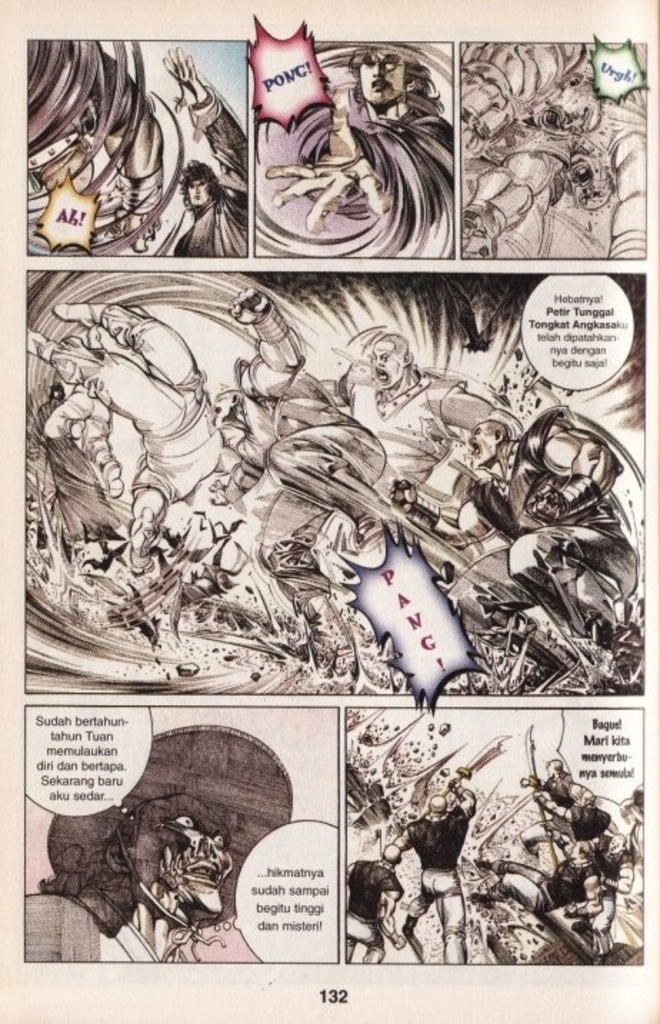 Ah!
PONG!
Urgh!
Hebatnya!
Petir Tunggal
Tongkat Angkasaku
telah dipatahkan-
nya dengan
begitu saja!
PANG!
Sudah bertahun-
tahun Tuan
memulaukan
diri dan bertapa.
Sekarang baru
aku sedar...
...hikmatnya
sudah sampai
begitu tinggi
dan misteri!
Bagus!
Mari kita
menyerbu-
nya semula!
132